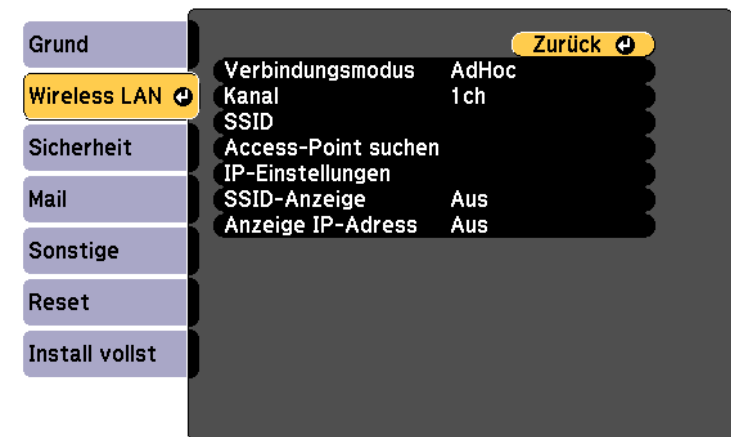 Grund
Wireless LAN
Sicherheit
Mail
Sonstige
Reset
Install vollst
Zurück
Verbindungsmodus AdHoc
Kanal 1ch
SSID
Access-Point suchen
IP-Einstellungen
SSID-Anzeige Aus
Anzeige IP-Adress Aus